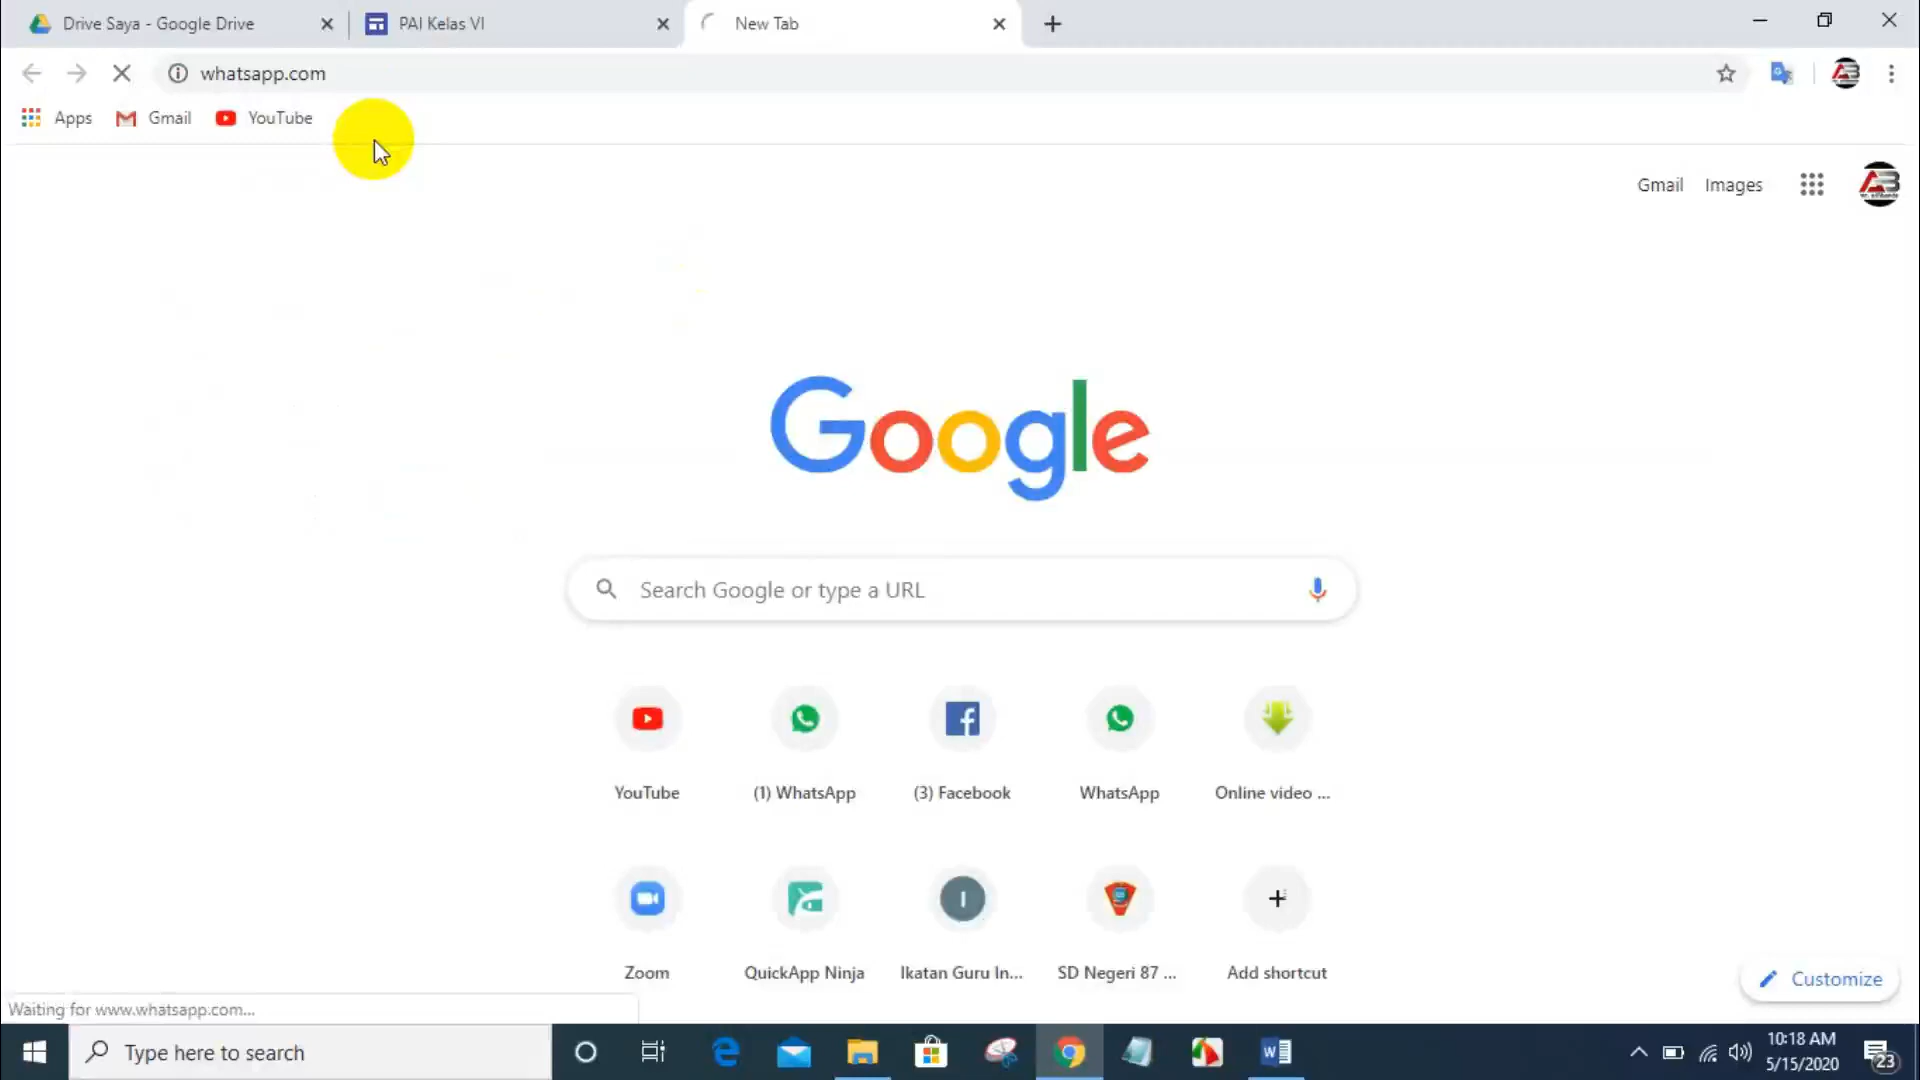 Drive Saya - Google Drive
PAI Kelas VI
New Tab
whatsapp.com
Apps
Gmail
YouTube
Gmail
Images
Google
Search Google or type a URL
YouTube
(1) WhatsApp
(3) Facebook
WhatsApp
Online video ...
Zoom
QuickApp Ninja
Ikatan Guru In...
SD Negeri 87 ...
Add shortcut
Customize
Waiting for www.whatsapp.com...
Type here to search
10:18 AM
5/15/2020
23